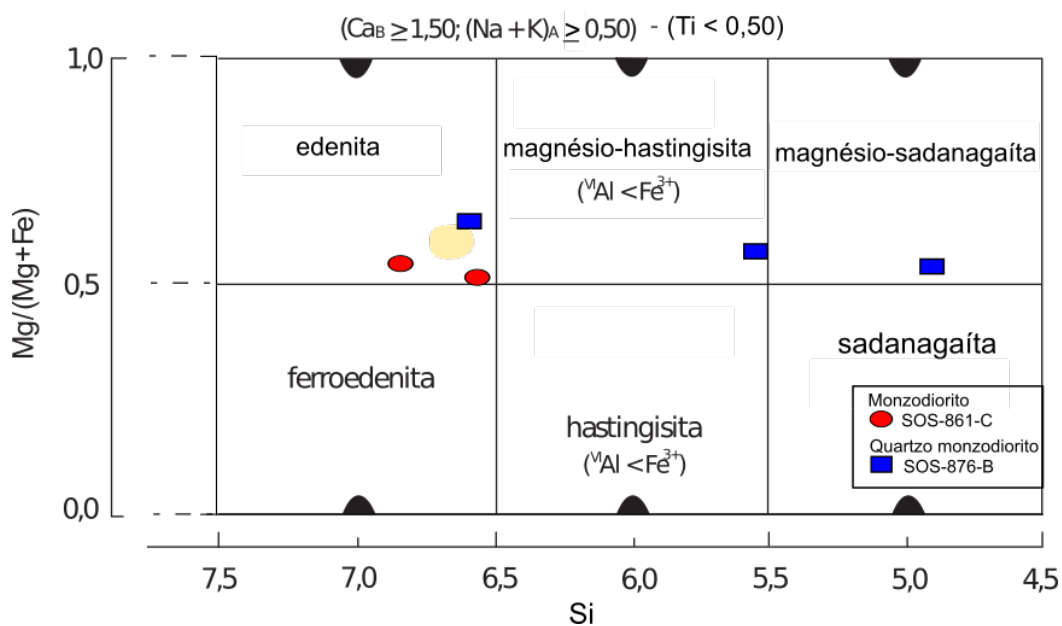 (CaB ≥ 1,50; (Na + K)A ≥ 0,50) - (Ti < 0,50)
1,0
edenita
magnésio-hastingisita
magnésio-sadanagaíta
(VIAl < Fe3+)
Mg/(Mg+Fe)
0,5
ferroedenita
sadanagaíta
hastingisita
(VIAl < Fe3+)
Monzodiorito
SOS-861-C
Quartzo monzodiorito
SOS-876-B
0,0
7,5 7,0 6,5 6,0 5,5 5,0 4,5
Si